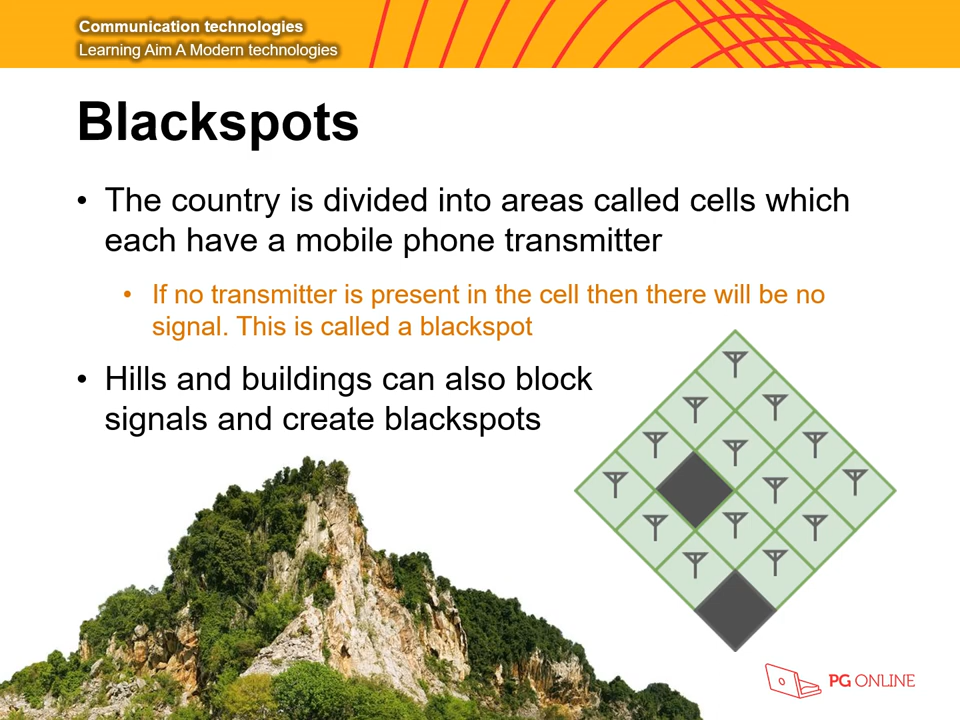 Communication technologies
Learning Aim A Modern technologies
Blackspots
• The country is divided into areas called cells which
each have a mobile phone transmitter
• If no transmitter is present in the cell then there will be no
signal. This is called a blackspot
• Hills and buildings can also block
signals and create blackspots
PG ONLINE